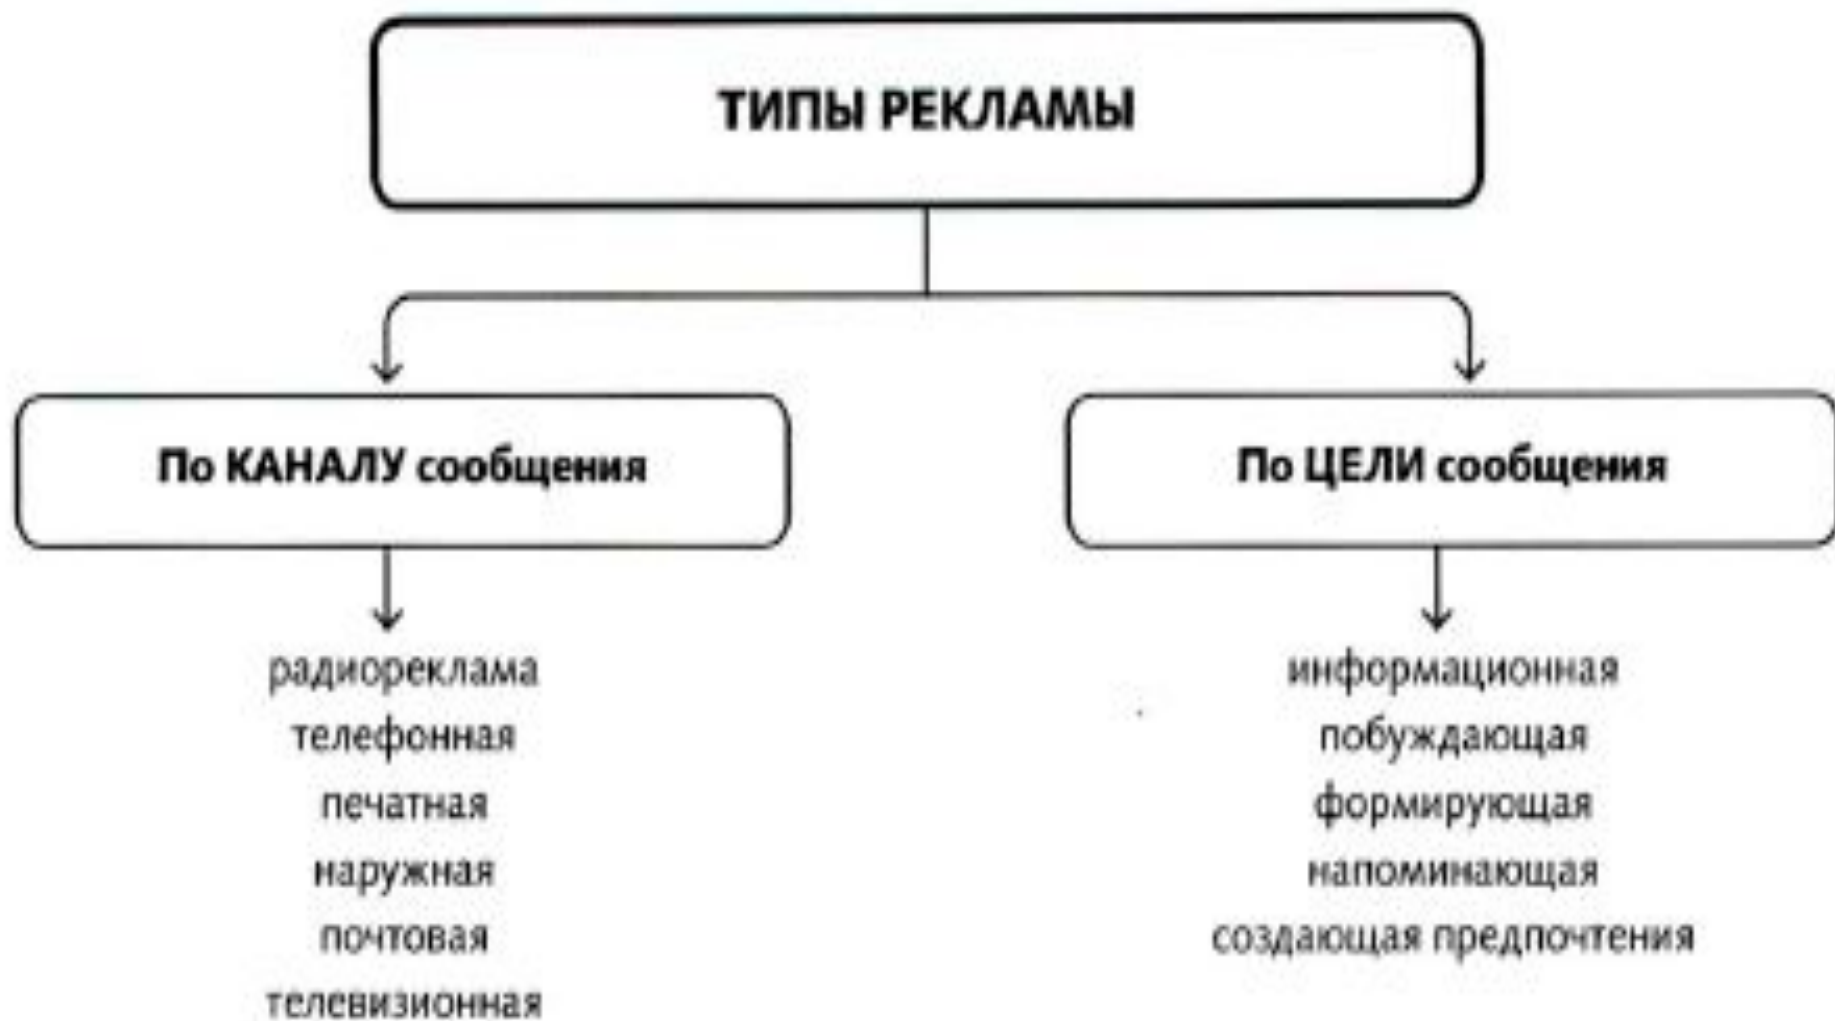 ТИПЫ РЕКЛАМЫ
По КАНАЛУ сообщения
радиореклама
телефонная
печатная
наружная
почтовая
телевизионная
По ЦЕЛИ сообщения
информационная
побуждающая
формирующая
напоминающая
создающая предпочтения